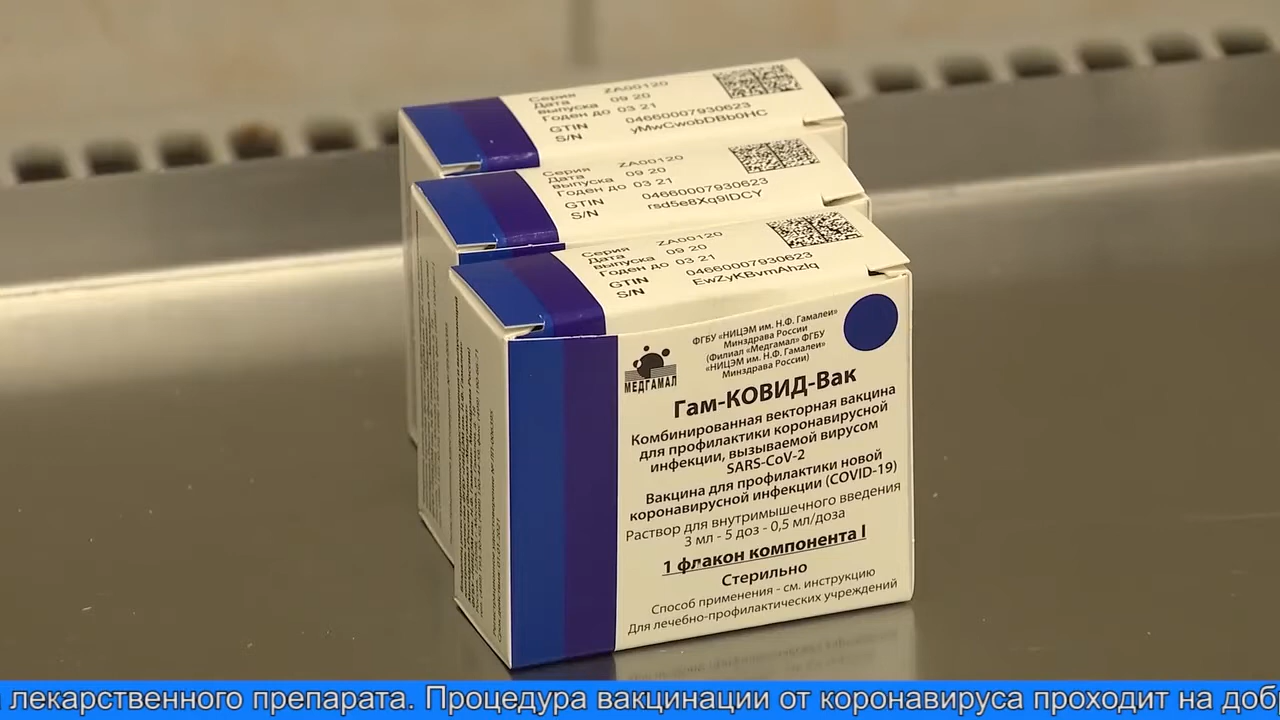 Серия ZA00120
Дата
выпуска 09 20
Годен до 03 21
GTIN 04660007930623
S/N yMwCwobDBb0HC
Серия ZA00120
Дата
выпуска 09 20
Годен до 03 21
GTIN 04660007930623
S/N rsd5e8Xq9IDCY
Серия ZA00120
Дата
выпуска 09 20
Годен до 03 21
GTIN 04660007930623
S/N EwZyKBvmAhzIq
ФГБУ «НИЦЭМ им. Н.Ф. Гамалеи»
Минздрава России
(Филиал «Медгамал» ФГБУ
«НИЦЭМ им. Н.Ф. Гамалеи»
Минздрава России)
МЕДГАМАЛ
Гам-КОВИД-Вак
Комбинированная векторная вакцина
для профилактики коронавирусной
инфекции, вызываемой вирусом
SARS-CoV-2
Вакцина для профилактики новой
коронавирусной инфекции (COVID-19)
Раствор для внутримышечного введения
3 мл - 5 доз - 0,5 мл/доза
1 флакон компонента I
Стерильно
Способ применения - см. инструкцию
Для лечебно-профилактических учреждений
лекарственного препарата. Процедура вакцинации от коронавируса проходит на доб